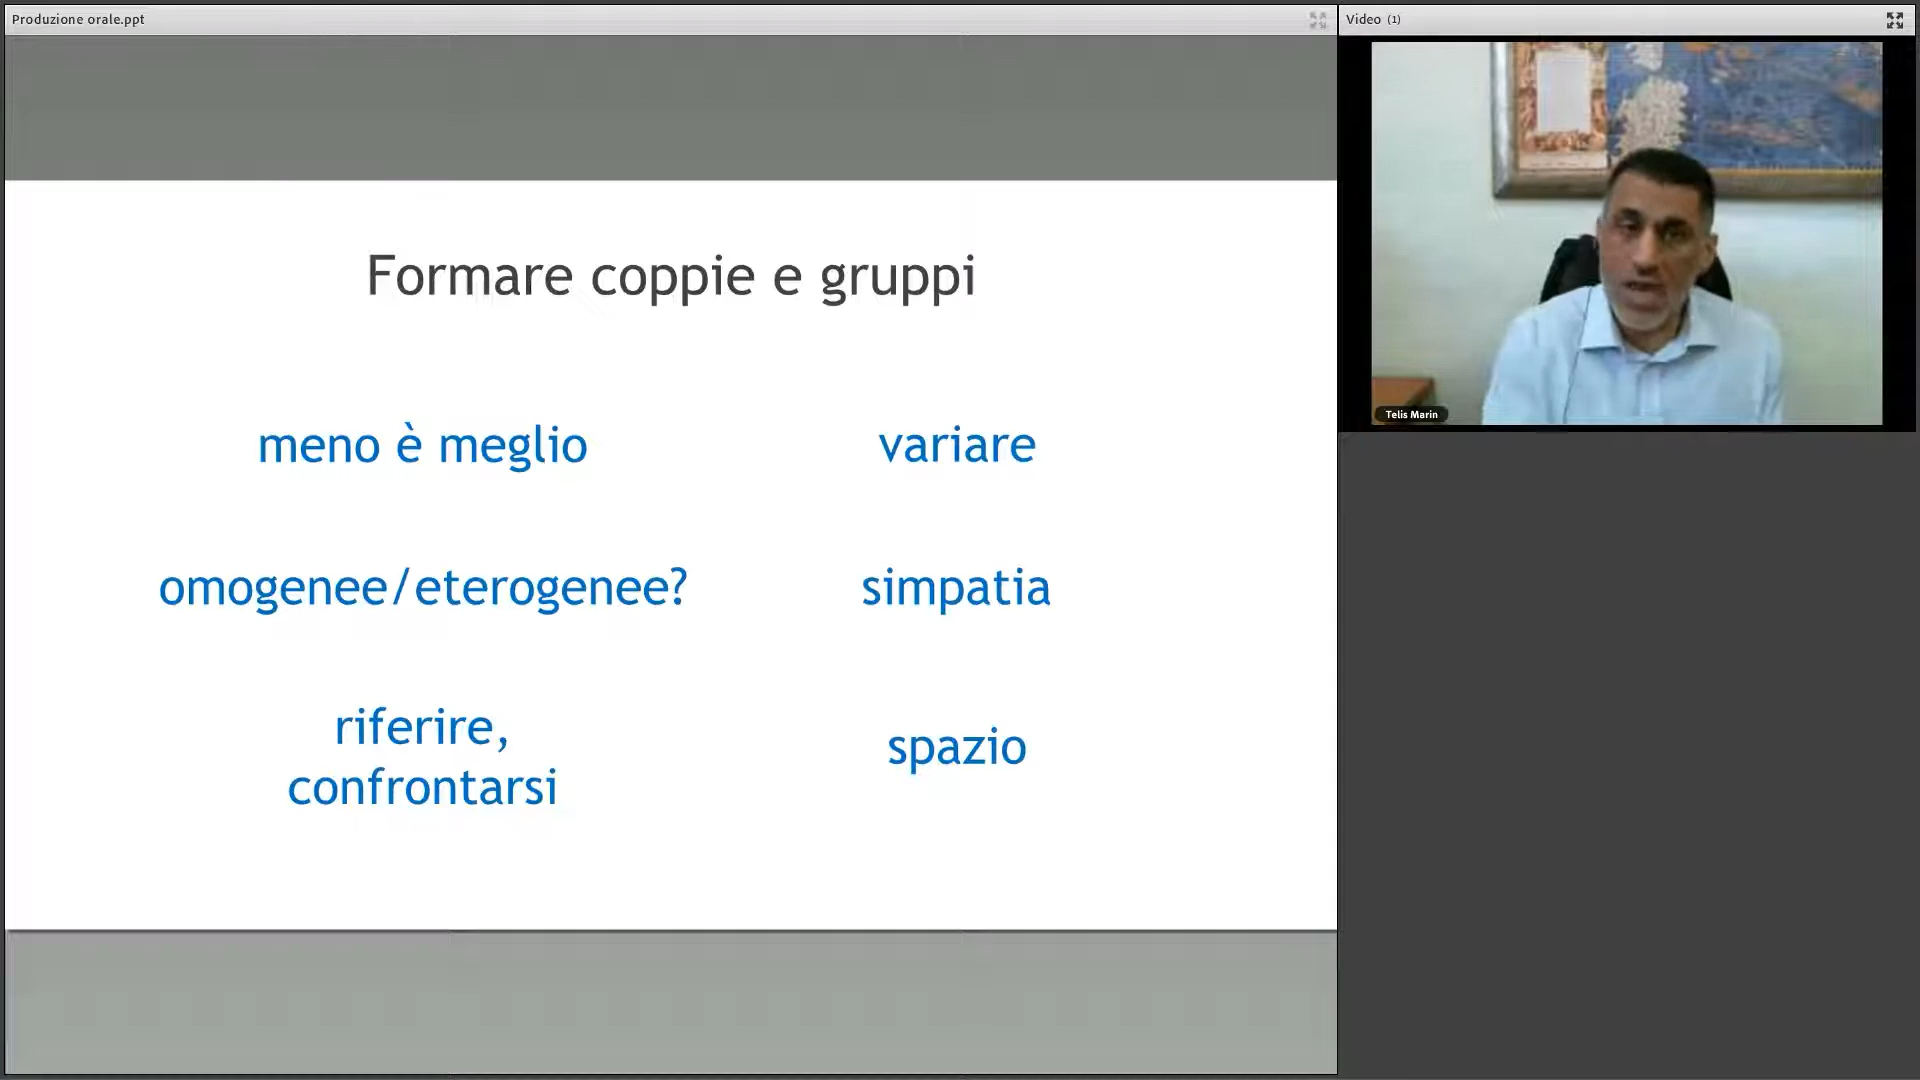 Produzione orale.ppt
Video (1)
Formare coppie e gruppi
meno è meglio
variare
omogenee/eterogenee?
simpatia
riferire,
confrontarsi
spazio
Telis Marin